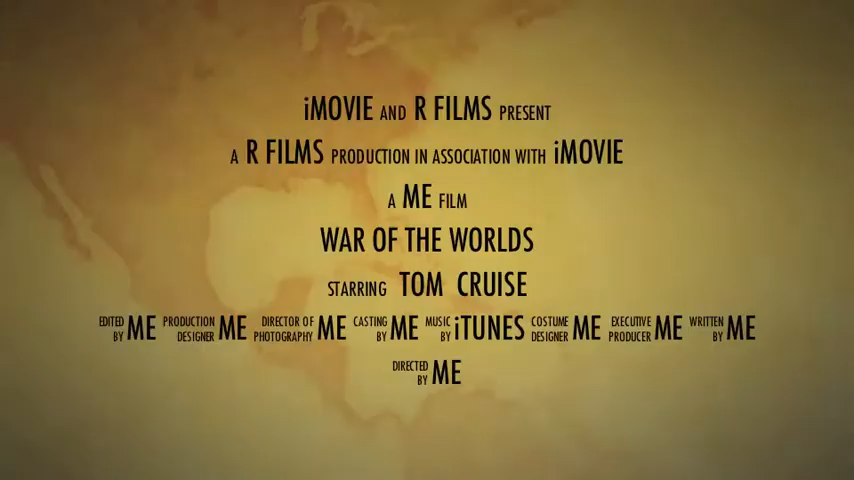 iMOVIE AND R FILMS PRESENT
A R FILMS PRODUCTION IN ASSOCIATION WITH iMOVIE
A ME FILM
WAR OF THE WORLDS
STARRING TOM CRUISE
EDITED BY ME PRODUCTION DESIGNER ME DIRECTOR OF PHOTOGRAPHY ME CASTING BY ME MUSIC BY iTUNES COSTUME DESIGNER ME EXECUTIVE PRODUCER ME WRITTEN BY ME
DIRECTED BY ME